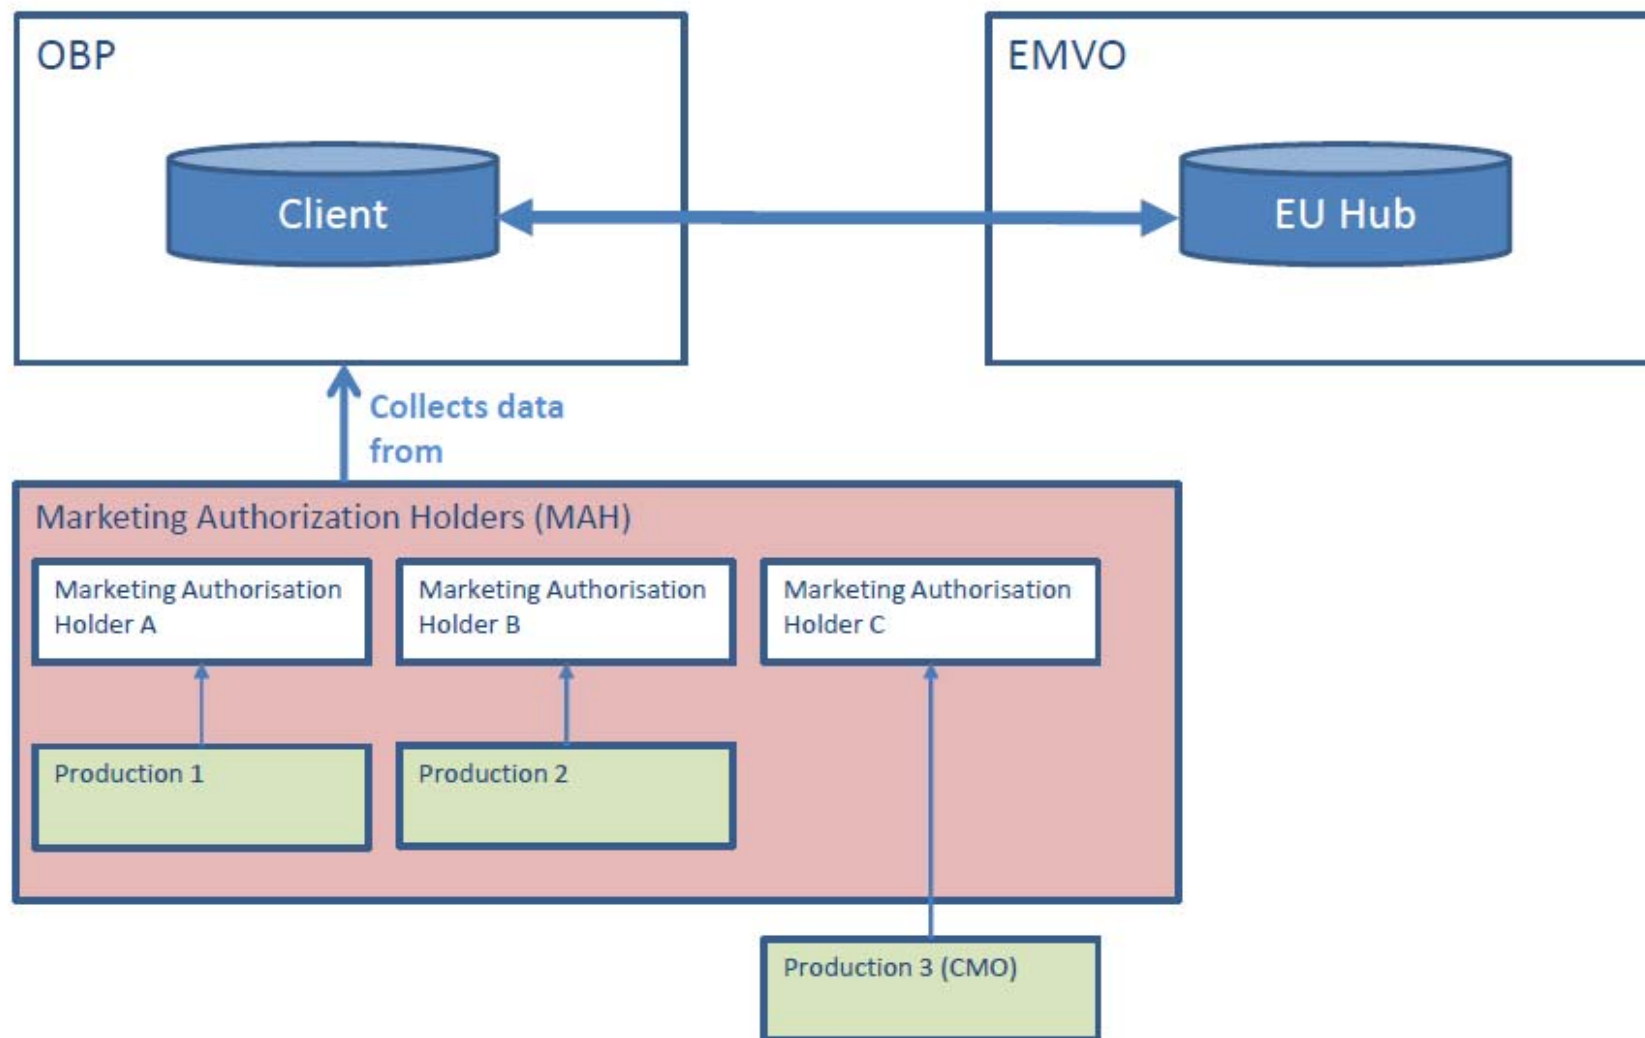 OBP
EMVO
Client
EU Hub
Collects data
from
Marketing Authorization Holders (MAH)
Marketing Authorisation
Holder A
Marketing Authorisation
Holder B
Marketing Authorisation
Holder C
Production 1
Production 2
Production 3 (CMO)